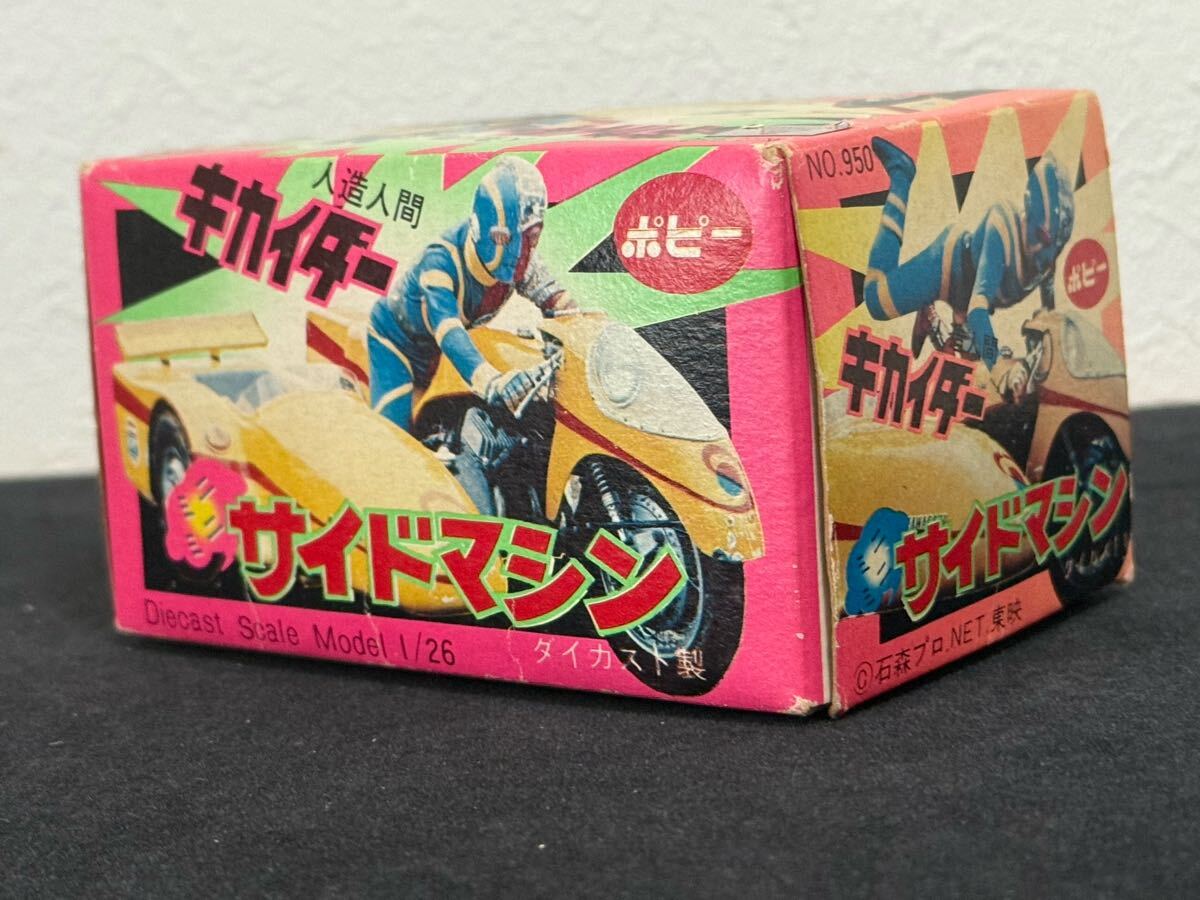 人造人間
キカイダー
ポピー
サイドマシン
Diecast Scale Model 1/26
ダイカスト製
NO.950
ポピー
キカイダー
サイドマシン
©石森プロ.NET.東映